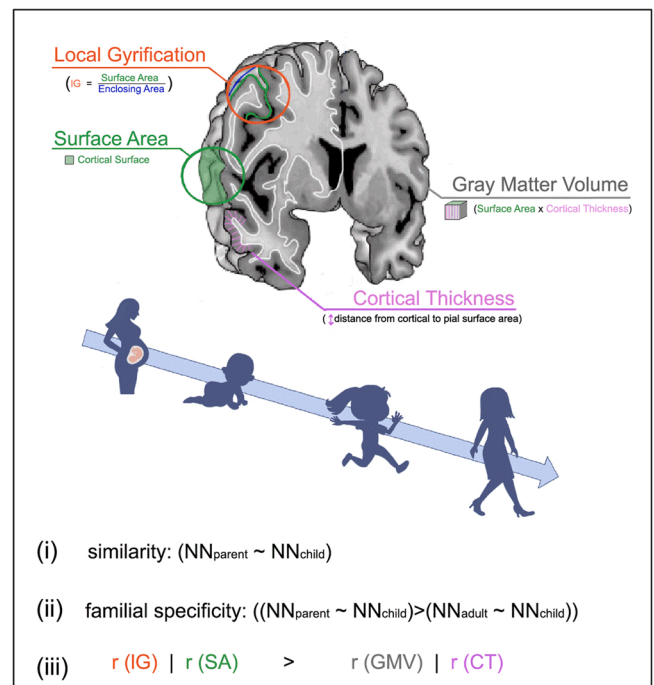 Local Gyrification
(lG = Surface Area / Enclosing Area)
Surface Area
Cortical Surface
Gray Matter Volume
(Surface Area x Cortical Thickness)
Cortical Thickness
(↕distance from cortical to pial surface area)
(i) similarity: (NNparent ~ NNchild)
(ii) familial specificity: ((NNparent ~ NNchild)>(NNadult ~ NNchild))
(iii) r (lG) | r (SA) > r (GMV) | r (CT)